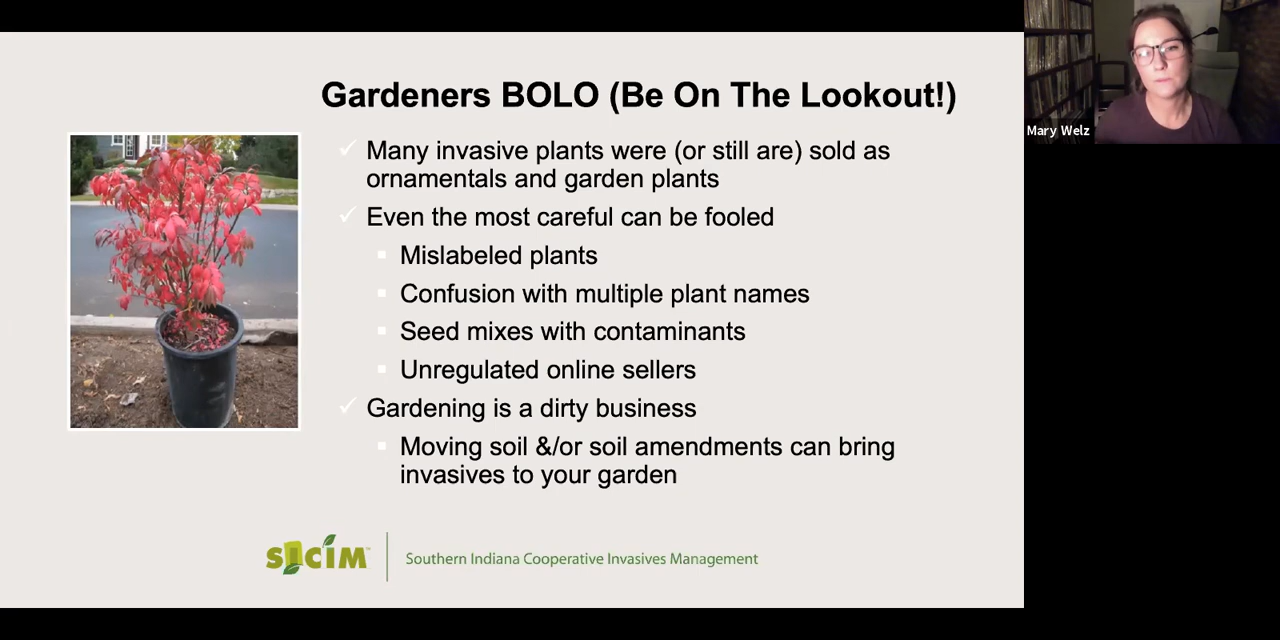 Gardeners BOLO (Be On The Lookout!)
Many invasive plants were (or still are) sold as
ornamentals and garden plants
Even the most careful can be fooled
Mislabeled plants
Confusion with multiple plant names
Seed mixes with contaminants
Unregulated online sellers
Gardening is a dirty business
Moving soil &/or soil amendments can bring
invasives to your garden
SICIM™
Southern Indiana Cooperative Invasives Management
Mary Welz